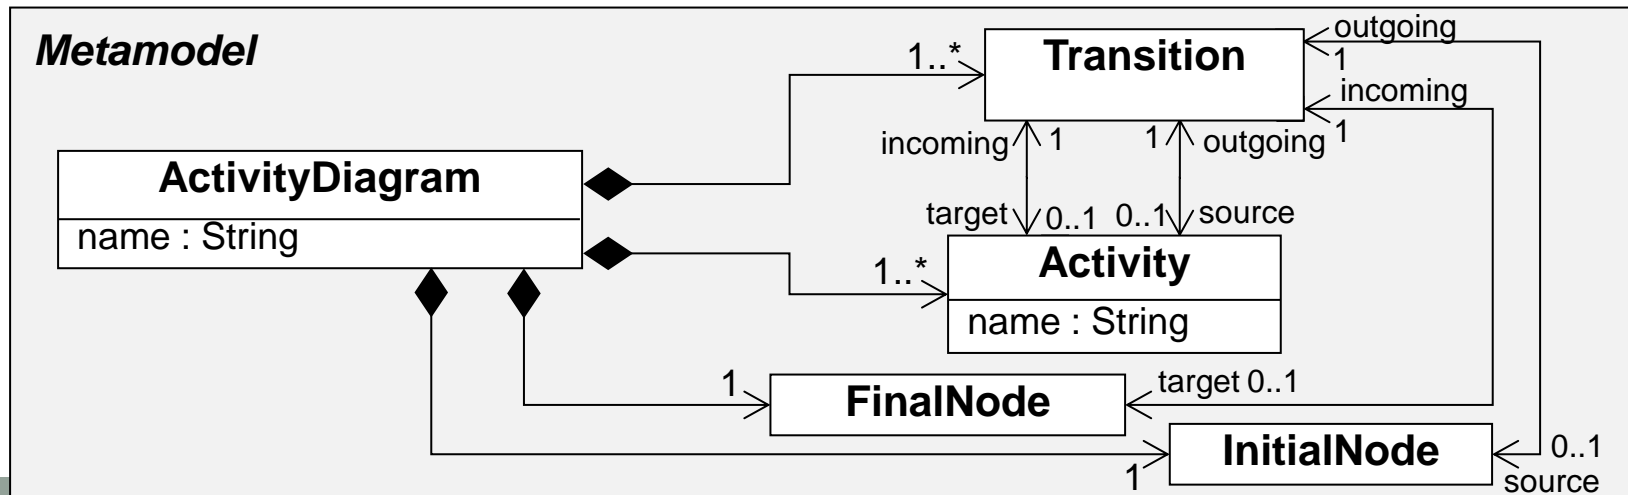 Metamodel
ActivityDiagram
name : String
1..*
Transition
outgoing
1
incoming
1
incoming
1
1
outgoing
target
0..1
0..1
source
1..*
Activity
name : String
1
FinalNode
target 0..1
1
InitialNode
0..1
source